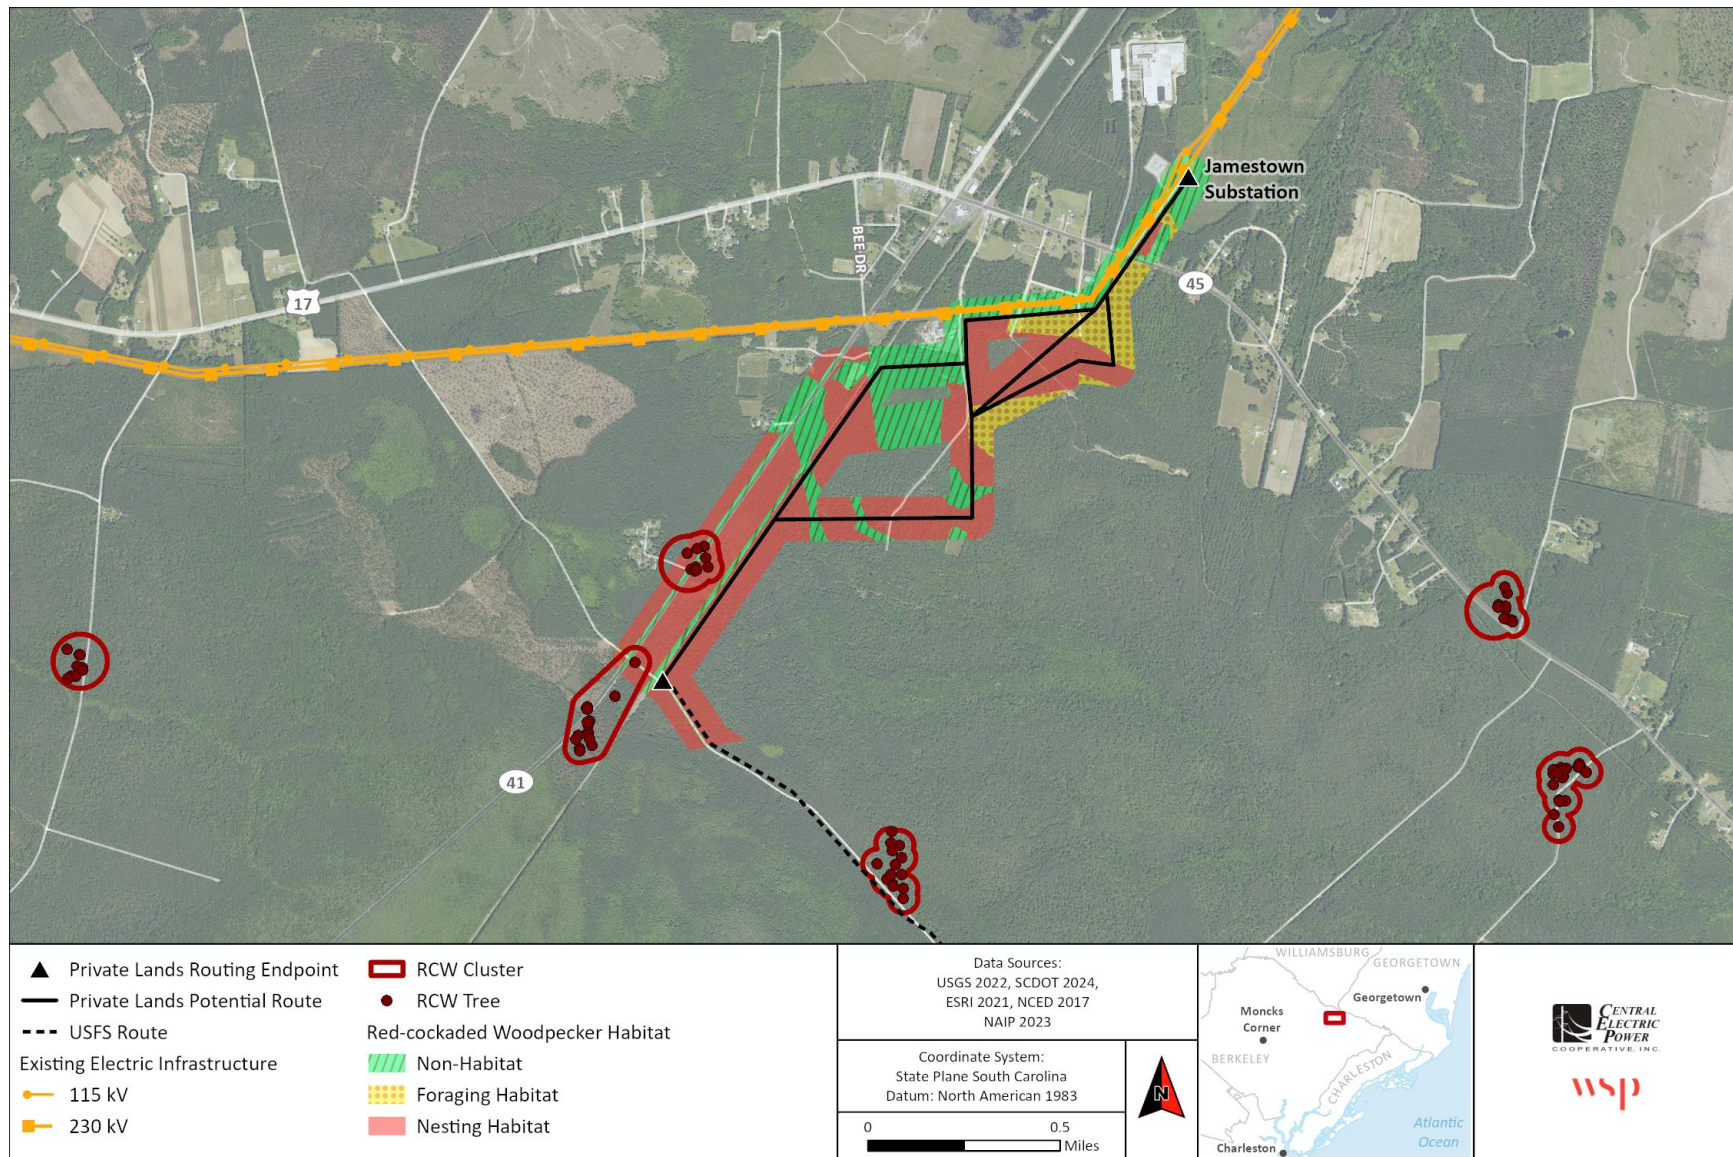 Jamestown
Substation
BEE DR
17
45
41
Private Lands Routing Endpoint
Private Lands Potential Route
USFS Route
Existing Electric Infrastructure
115 kV
230 kV
RCW Cluster
RCW Tree
Red-cockaded Woodpecker Habitat
Non-Habitat
Foraging Habitat
Nesting Habitat
Data Sources:
USGS 2022, SCDOT 2024,
ESRI 2021, NCED 2017
NAIP 2023
Coordinate System:
State Plane South Carolina
Datum: North American 1983
0 0.5
Miles
N
WILLIAMSBURG
GEORGETOWN
Georgetown
Moncks
Corner
BERKELEY
CHARLESTON
Atlantic
Ocean
Charleston
CENTRAL
ELECTRIC
POWER
COOPERATIVE, INC.
wsp